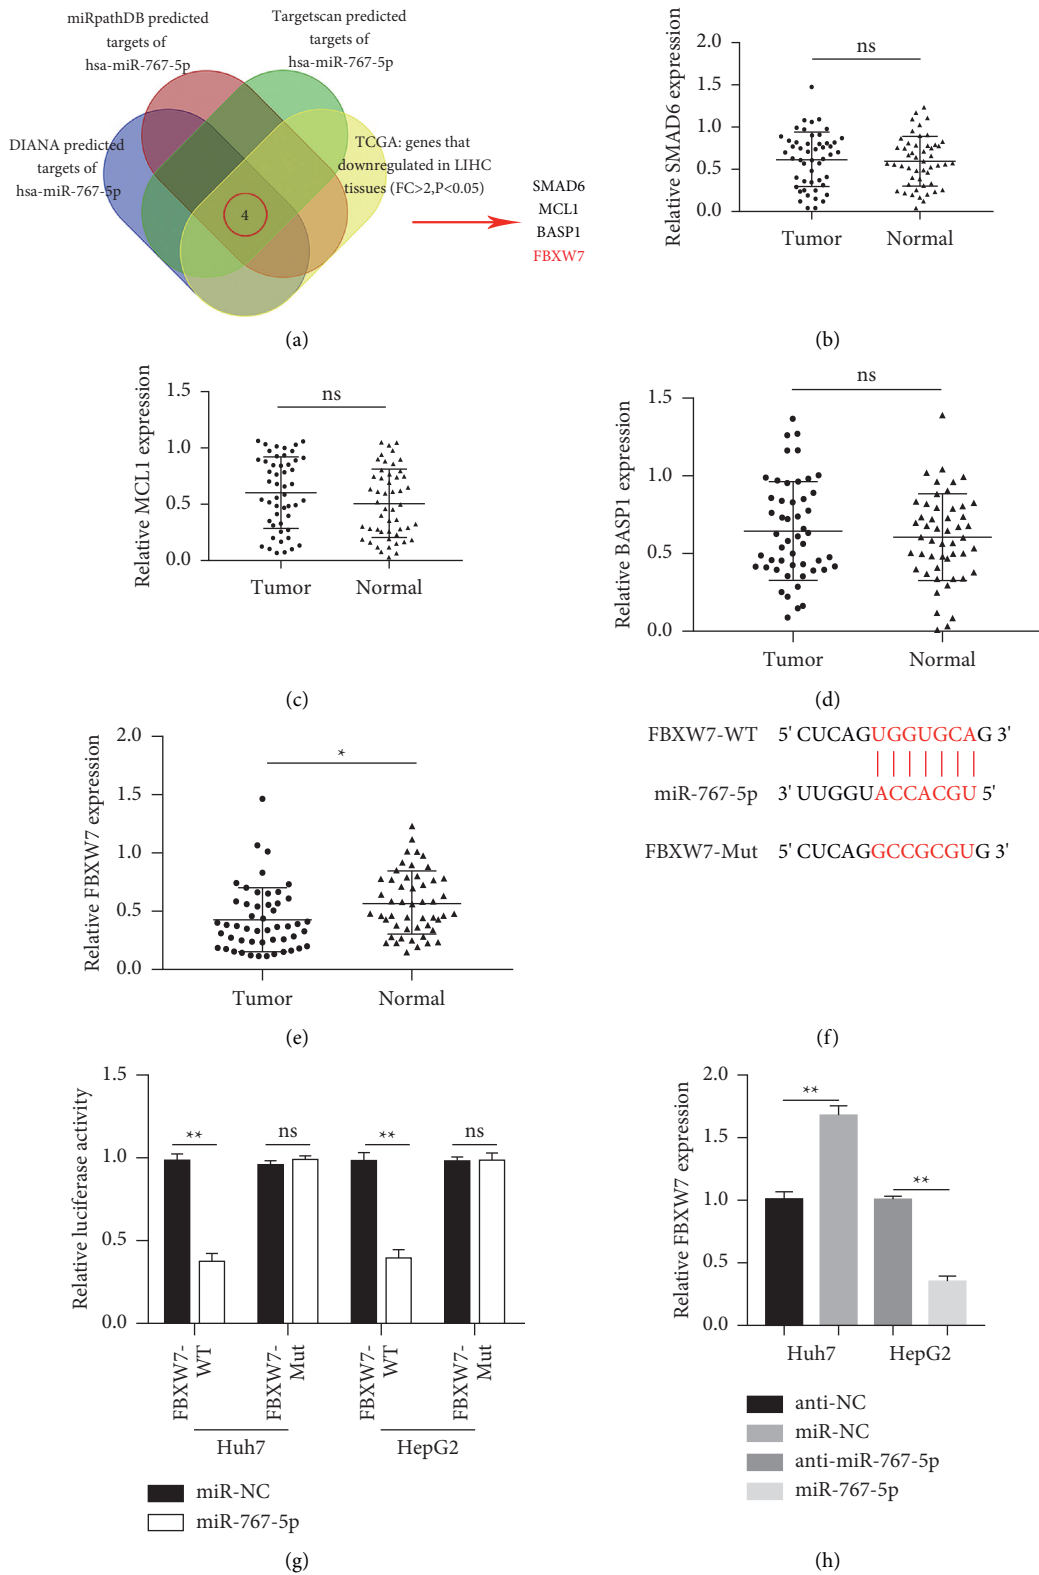 miRpathDB predicted
targets of
hsa-miR-767-5p
Targetscan predicted
targets of
hsa-miR-767-5p
DIANA predicted
targets of
hsa-miR-767-5p
TCGA: genes that
downregulated in LIHC
tissues (FC>2,P<0.05)
4
SMAD6
MCL1
BASP1
FBXW7
(a)
Relative SMAD6 expression
2.0
1.5
1.0
0.5
0.0
ns
Tumor Normal
(b)
Relative MCL1 expression
1.5
1.0
0.5
0.0
ns
Tumor Normal
(c)
Relative BASP1 expression
1.5
1.0
0.5
0.0
ns
Tumor Normal
(d)
Relative FBXW7 expression
2.0
1.5
1.0
0.5
0.0
*
Tumor Normal
(e)
FBXW7-WT 5' CUCAGUGGUGCAG 3'
miR-767-5p 3' UUGGUACCACGU 5'
FBXW7-Mut 5' CUCAGGCCGCGUG 3'
(f)
Relative luciferase activity
1.5
1.0
0.5
0.0
** ns ** ns
FBXW7-
WT
FBXW7-
Mut
FBXW7-
WT
FBXW7-
Mut
Huh7 HepG2
miR-NC
miR-767-5p
(g)
Relative FBXW7 expression
2.0
1.5
1.0
0.5
0.0
** **
Huh7 HepG2
anti-NC
miR-NC
anti-miR-767-5p
miR-767-5p
(h)